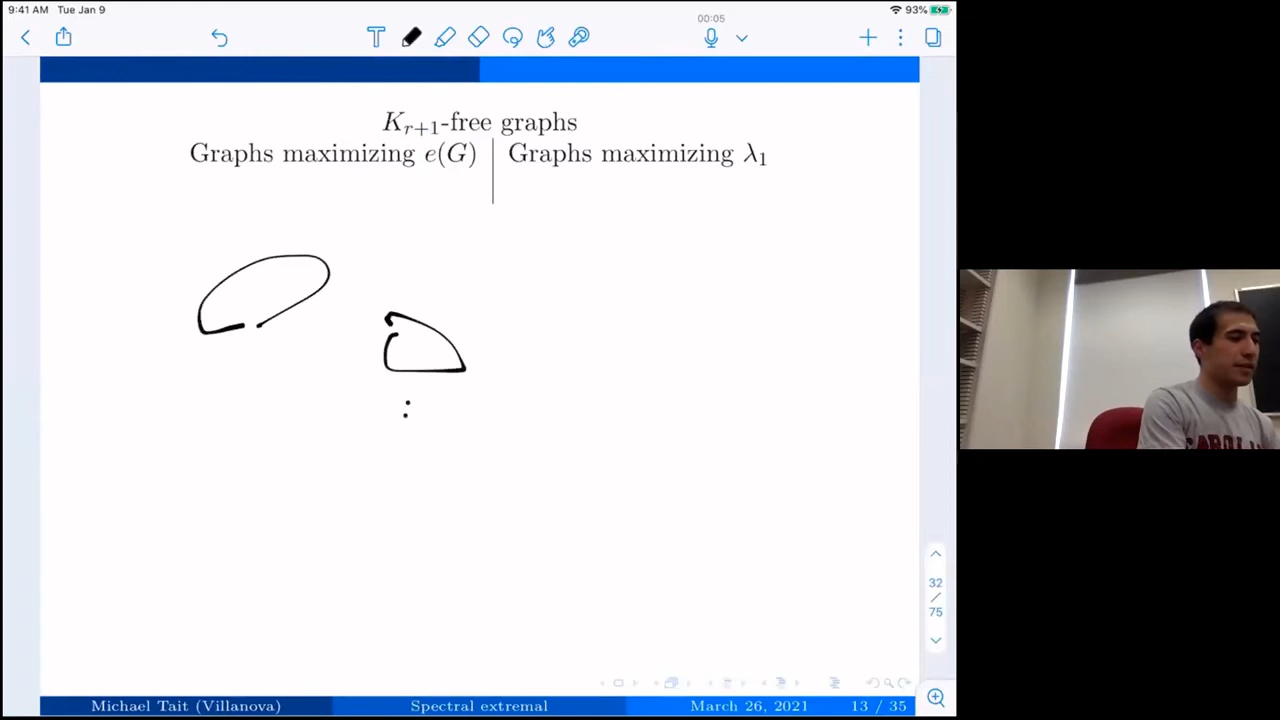 9:41 AM Tue Jan 9
93%
00:05
T
K_{r+1}-free graphs
Graphs maximizing e(G) | Graphs maximizing λ_1
32
/
75
Michael Tait (Villanova) Spectral extremal March 26, 2021 13 / 35